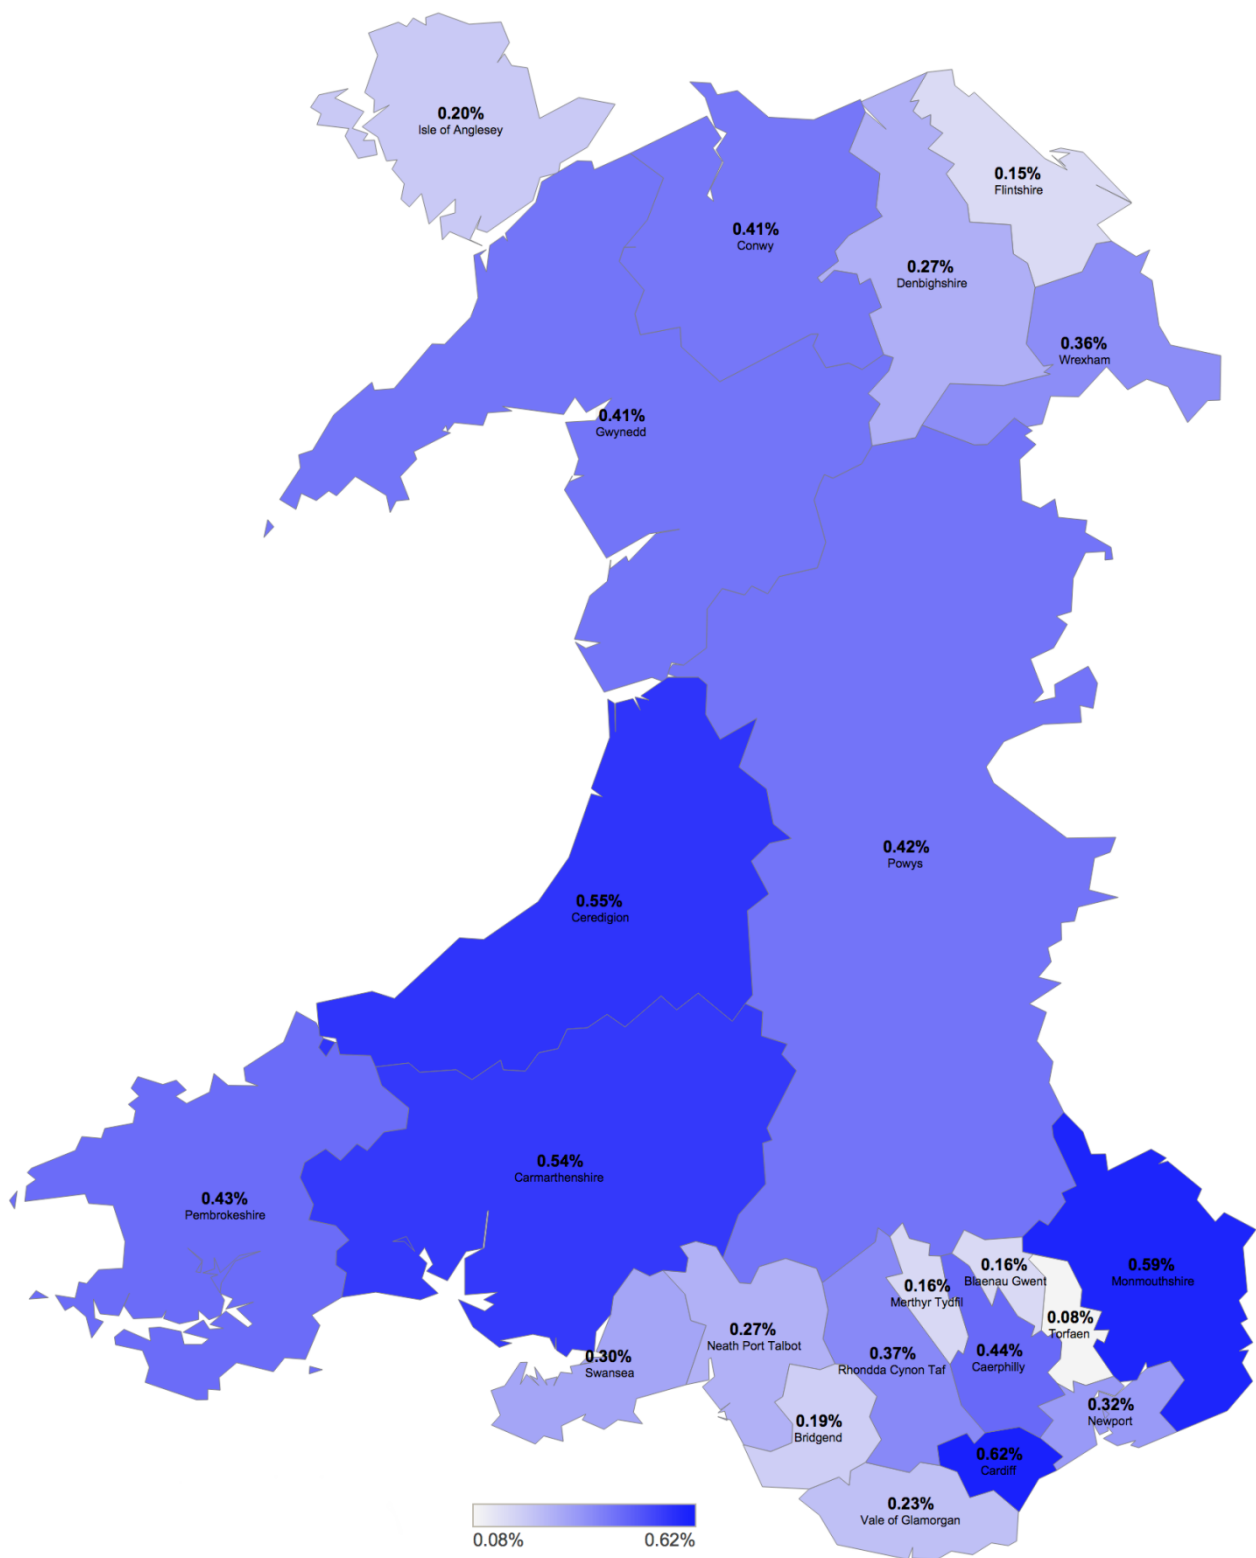 0.20%
Isle of Anglesey
0.15%
Flintshire
0.41%
Conwy
0.27%
Denbighshire
0.36%
Wrexham
0.41%
Gwynedd
0.42%
Powys
0.55%
Ceredigion
0.54%
Carmarthenshire
0.43%
Pembrokeshire
0.59%
Monmouthshire
0.16%
Blaenau Gwent
0.16%
Merthyr Tydfil
0.08%
Torfaen
0.27%
Neath Port Talbot
0.30%
Swansea
0.37%
Rhondda Cynon Taf
0.44%
Caerphilly
0.32%
Newport
0.19%
Bridgend
0.62%
Cardiff
0.23%
Vale of Glamorgan
0.08%
0.62%